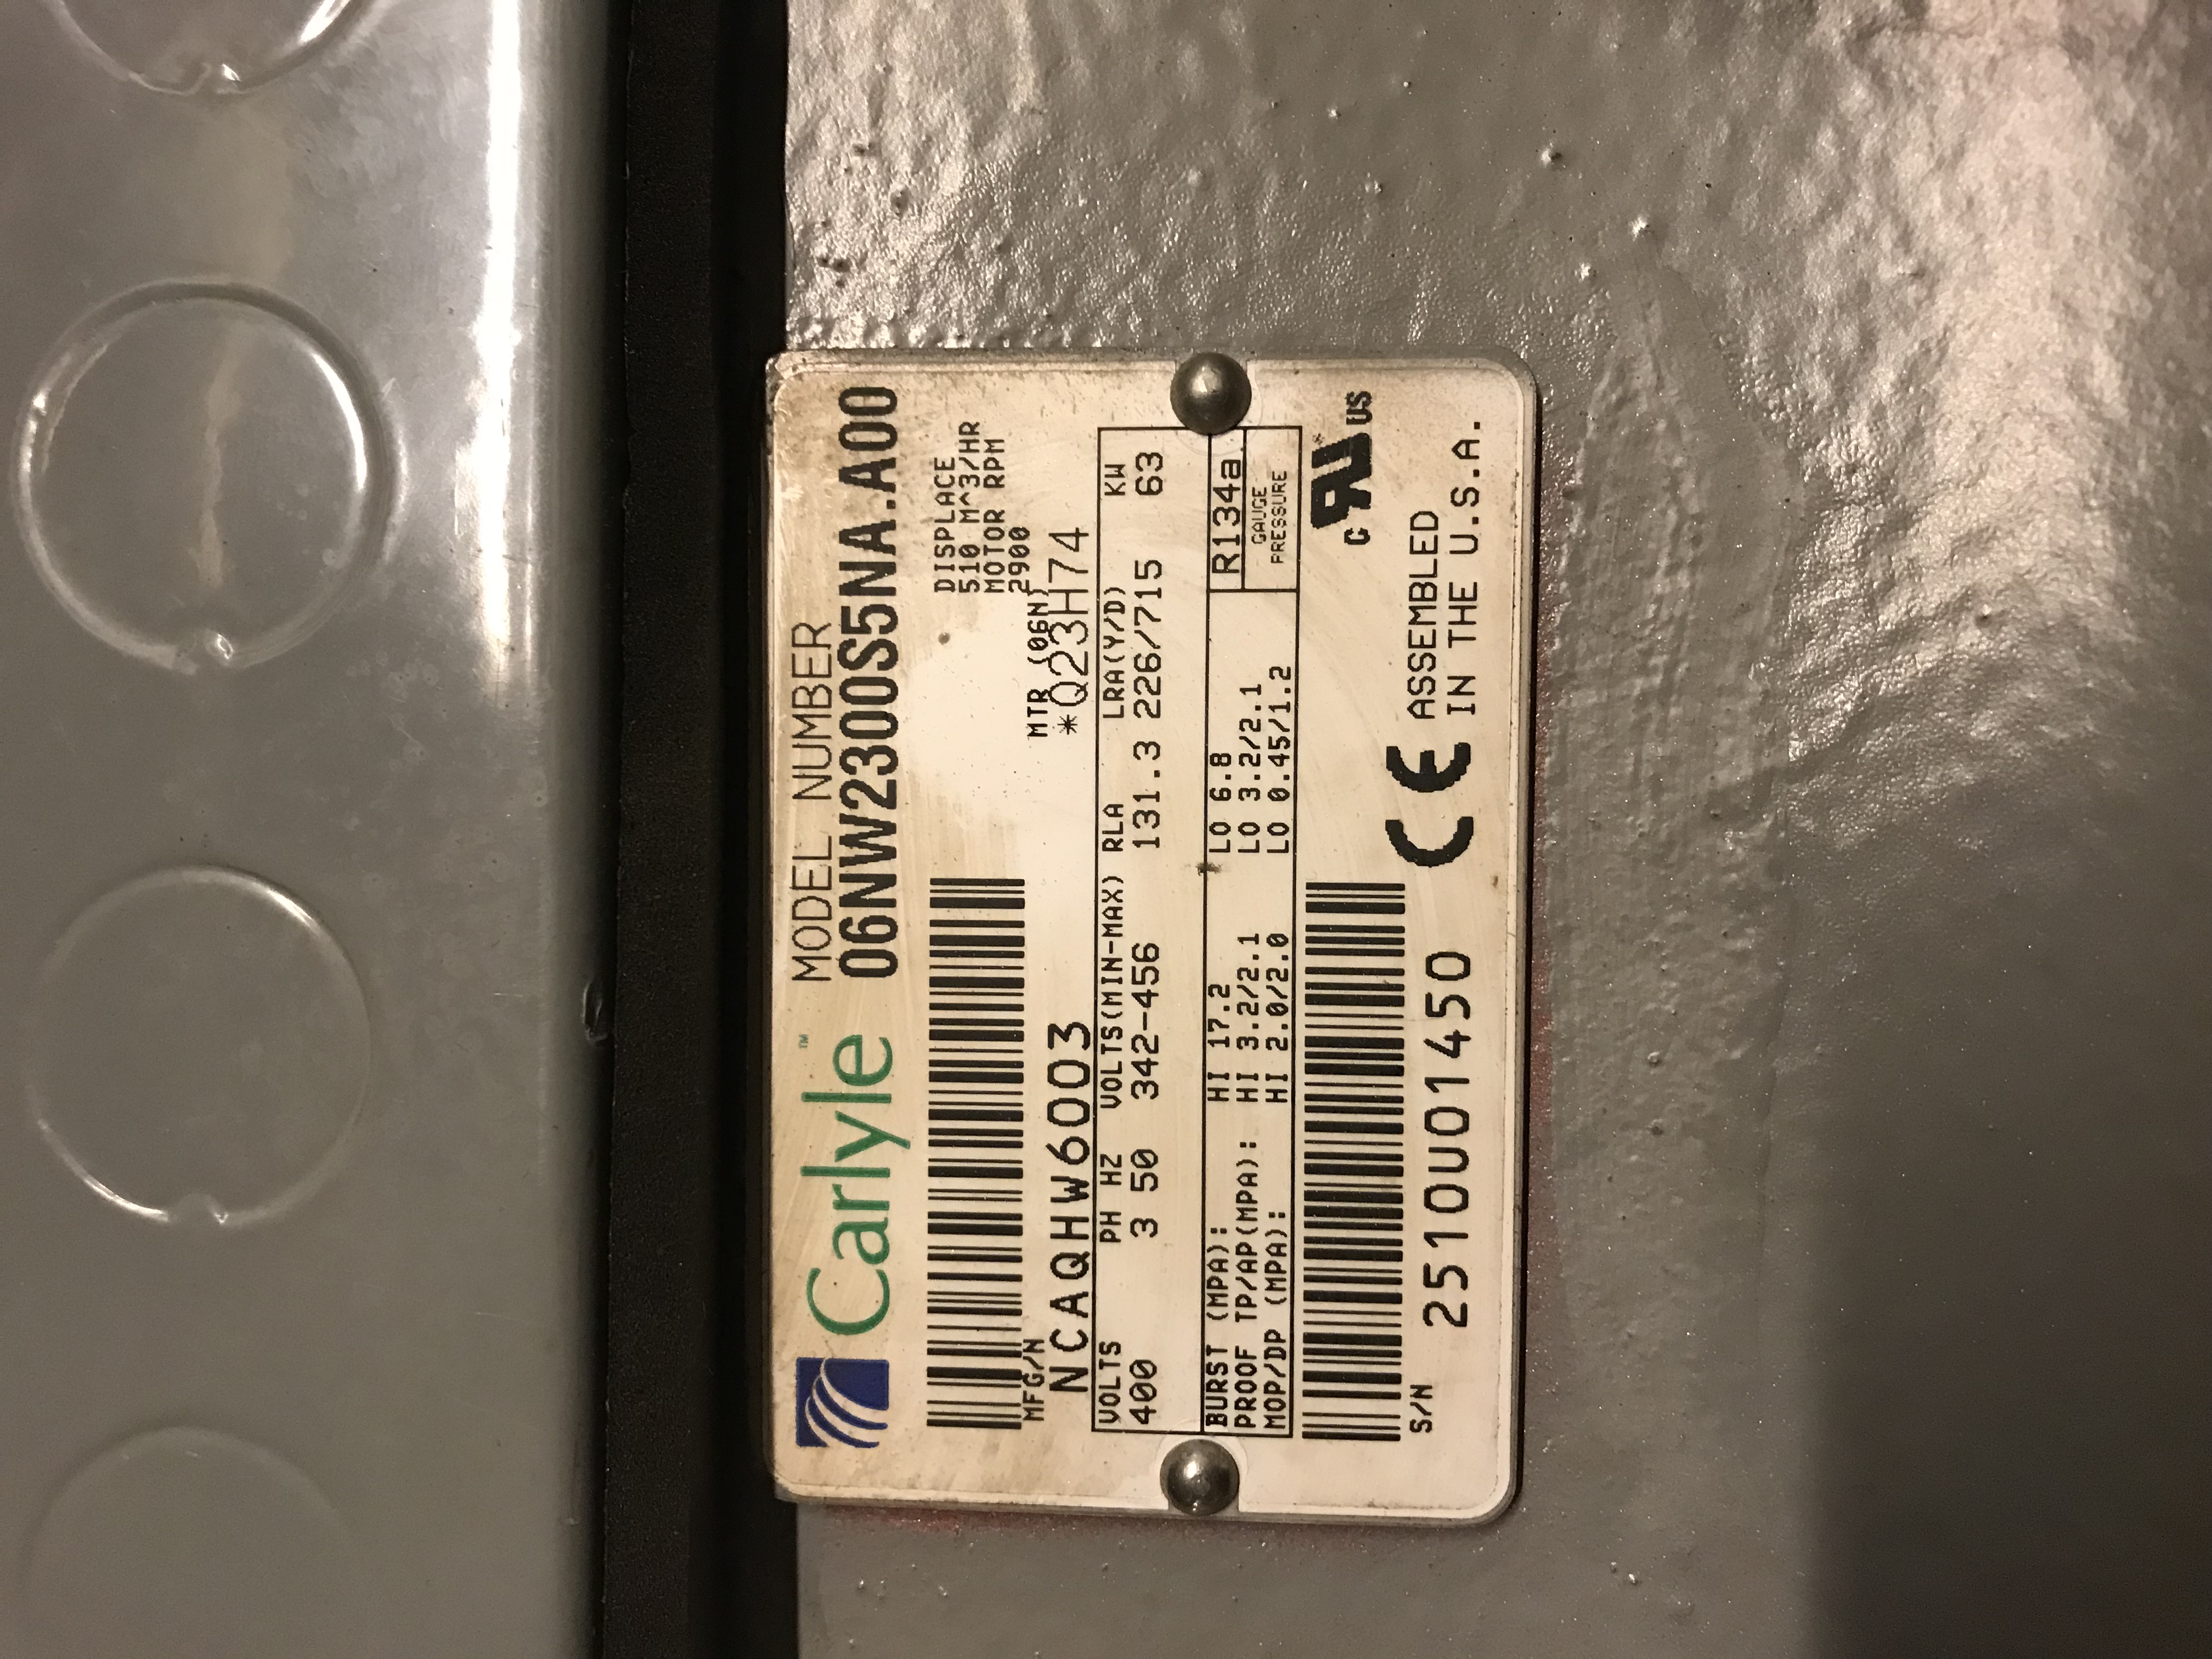 Carlyle™
MODEL NUMBER
06NW2300S5NA.A00
DISPLACE
510 M^3/HR
MOTOR RPM
2900
MFG/N
NCAQHW6003
MTR (06N)
*Q23H74
VOLTS PH HZ VOLTS(MIN-MAX) RLA LRA(Y/D) KW
400 3 50 342-456 131.3 226/715 63
BURST (MPA): HI 17.2 LO 6.8
PROOF TP/AP(MPA): HI 3.2/2.1 LO 3.2/2.1
MOP/DP (MPA): HI 2.0/2.0 LO 0.45/1.2
R134a
GAUGE
PRESSURE
S/N
2510U01450
CE
ASSEMBLED
IN THE U.S.A.
c RU US